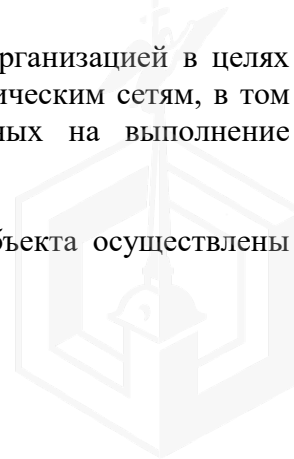 рганизацией в целях
ическим сетям, в том
ных на выполнение
бъекта осуществлены